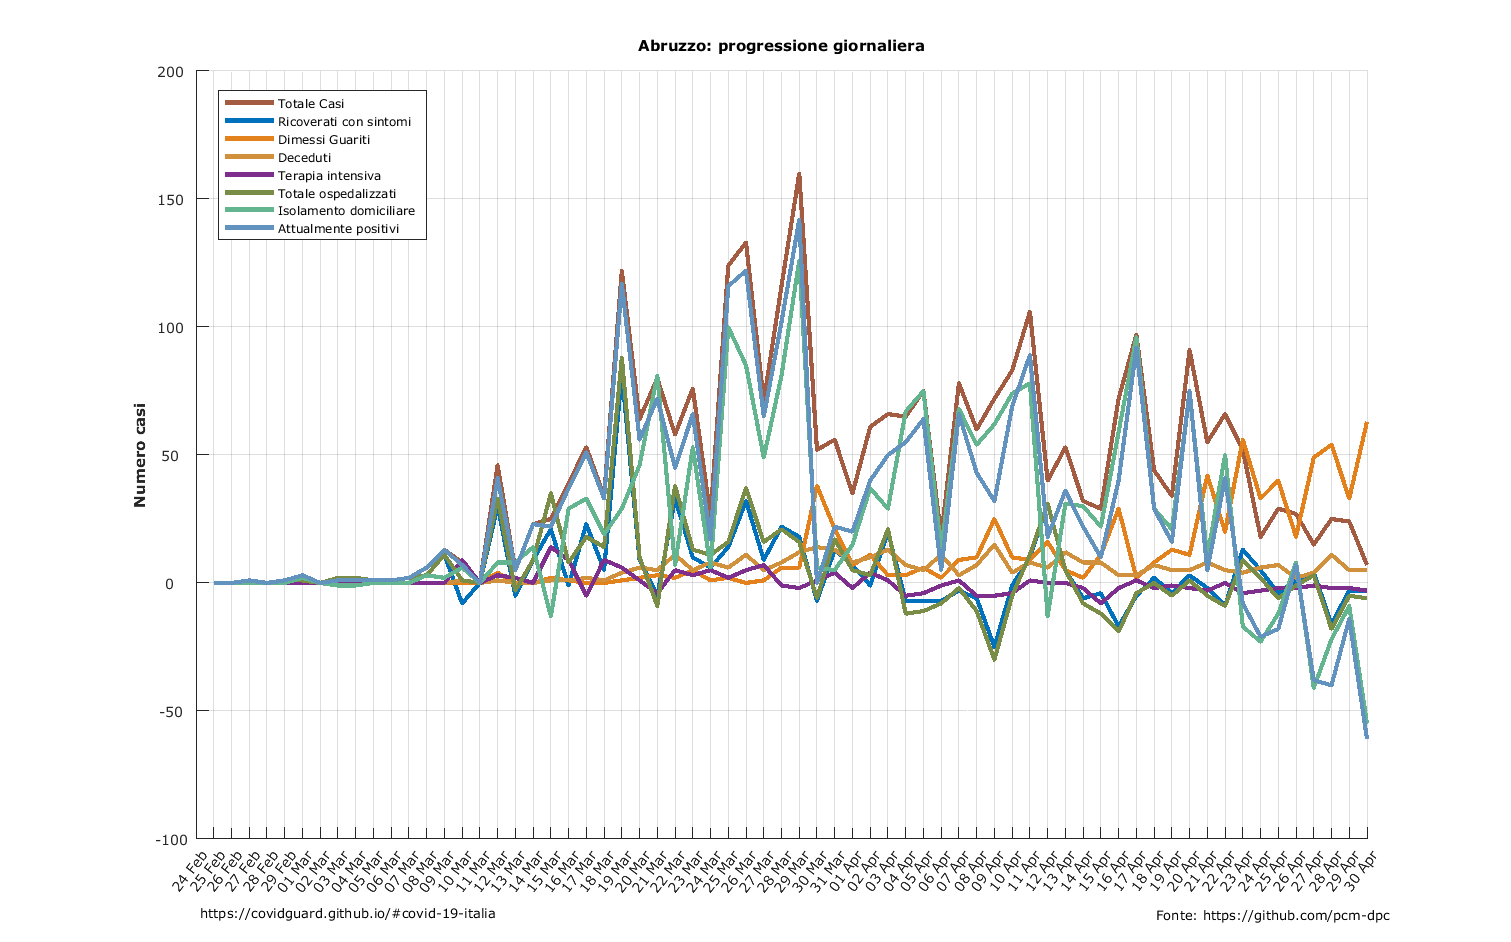 Abruzzo: progressione giornaliera
200
150
100
50
0
-50
-100
Numero casi
Totale Casi
Ricoverati con sintomi
Dimessi Guariti
Deceduti
Terapia intensiva
Totale ospedalizzati
Isolamento domiciliare
Attualmente positivi
24 Feb
25 Feb
26 Feb
27 Feb
28 Feb
29 Feb
01 Mar
02 Mar
03 Mar
04 Mar
05 Mar
06 Mar
07 Mar
08 Mar
09 Mar
10 Mar
11 Mar
12 Mar
13 Mar
14 Mar
15 Mar
16 Mar
17 Mar
18 Mar
19 Mar
20 Mar
21 Mar
22 Mar
23 Mar
24 Mar
25 Mar
26 Mar
27 Mar
28 Mar
29 Mar
30 Mar
31 Mar
01 Apr
02 Apr
03 Apr
04 Apr
05 Apr
06 Apr
07 Apr
08 Apr
09 Apr
10 Apr
11 Apr
12 Apr
13 Apr
14 Apr
15 Apr
16 Apr
17 Apr
18 Apr
19 Apr
20 Apr
21 Apr
22 Apr
23 Apr
24 Apr
25 Apr
26 Apr
27 Apr
28 Apr
29 Apr
30 Apr
https://covidguard.github.io/#covid-19-italia
Fonte: https://github.com/pcm-dpc